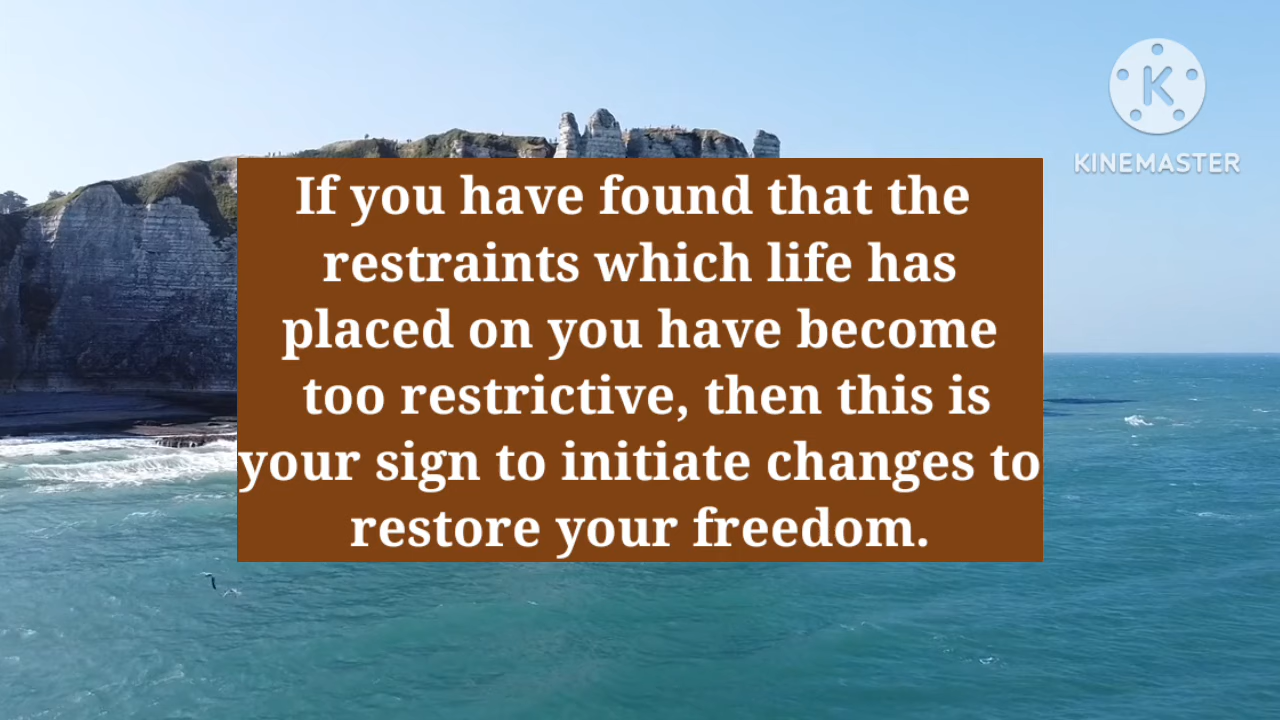 If you have found that the
restraints which life has
placed on you have become
too restrictive, then this is
your sign to initiate changes to
restore your freedom.
K
KINEMASTER